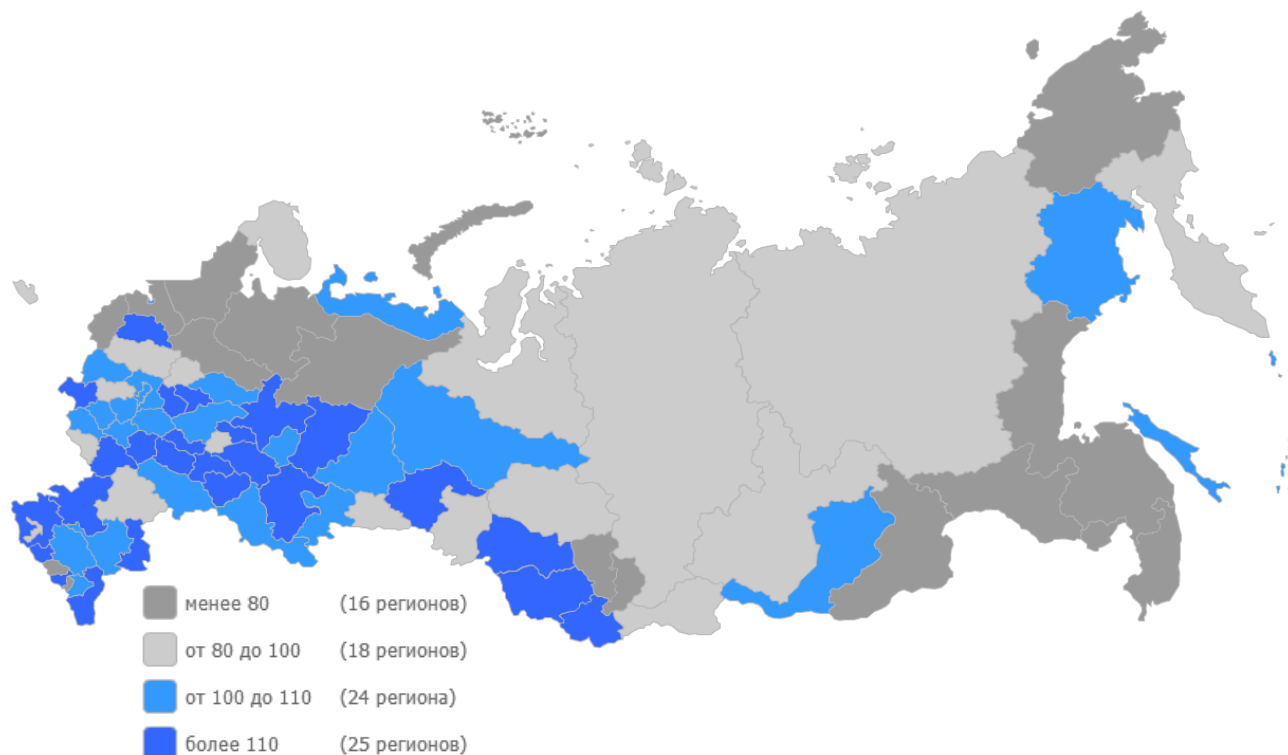 менее 80 (16 регионов)
от 80 до 100 (18 регионов)
от 100 до 110 (24 региона)
более 110 (25 регионов)